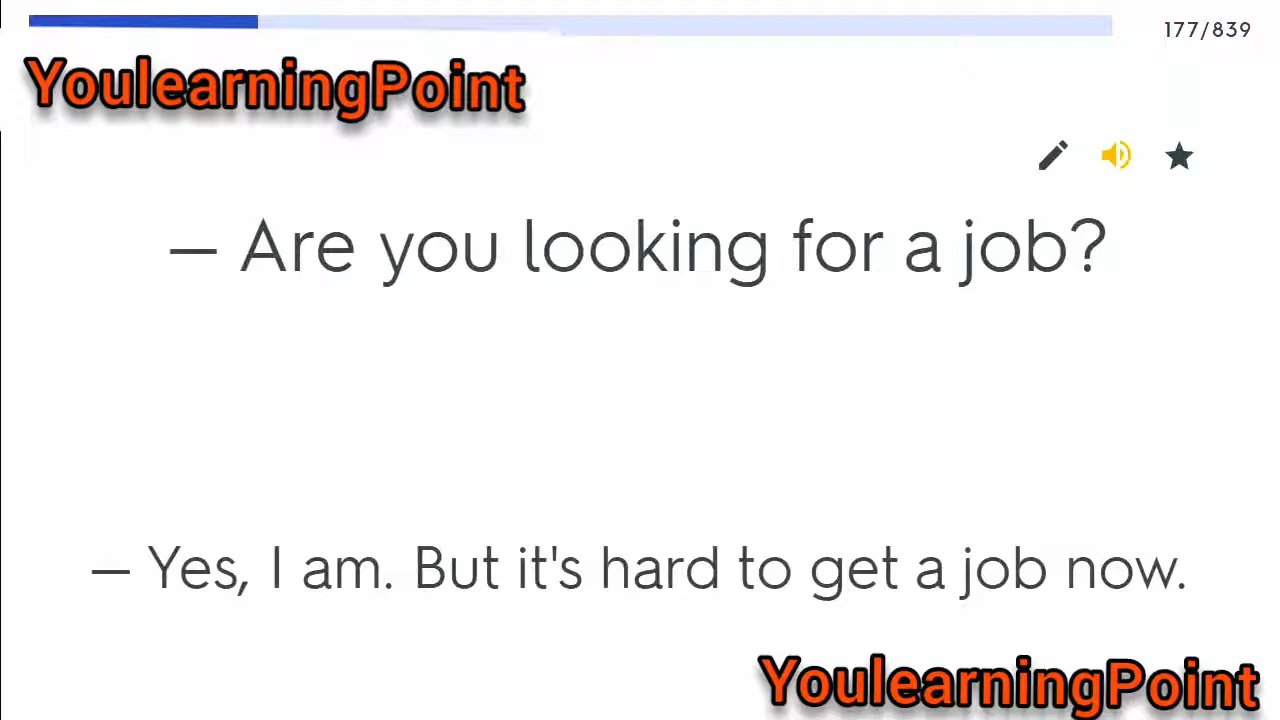 177/839
YoulearningPoint
— Are you looking for a job?
— Yes, I am. But it's hard to get a job now.
YoulearningPoint